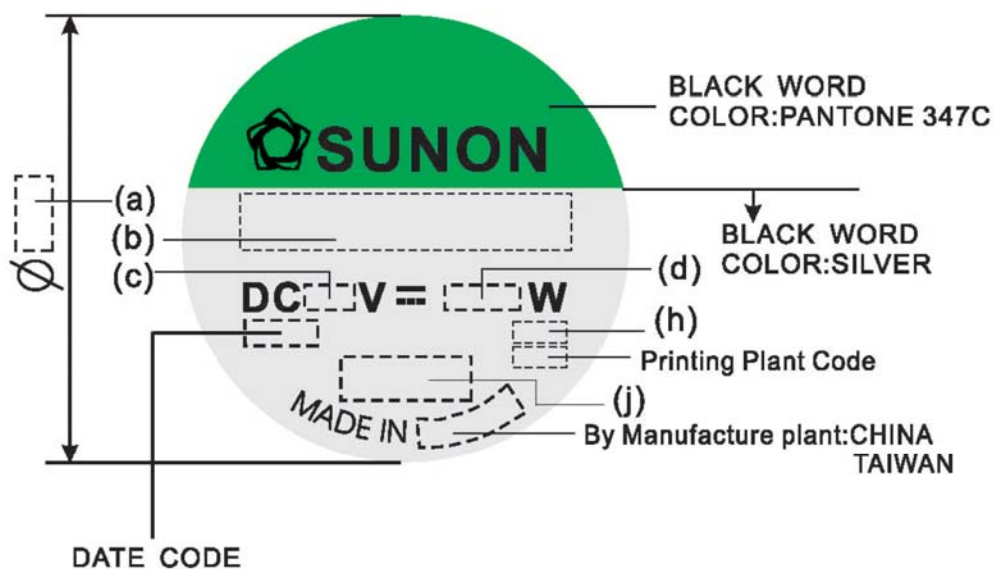 BLACK WORD
COLOR:PANTONE 347C
SUNON
(a)
(b)
BLACK WORD
COLOR:SILVER
(c)
(d)
Ø
DC V W
(h)
Printing Plant Code
(j)
MADE IN
By Manufacture plant:CHINA
TAIWAN
DATE CODE